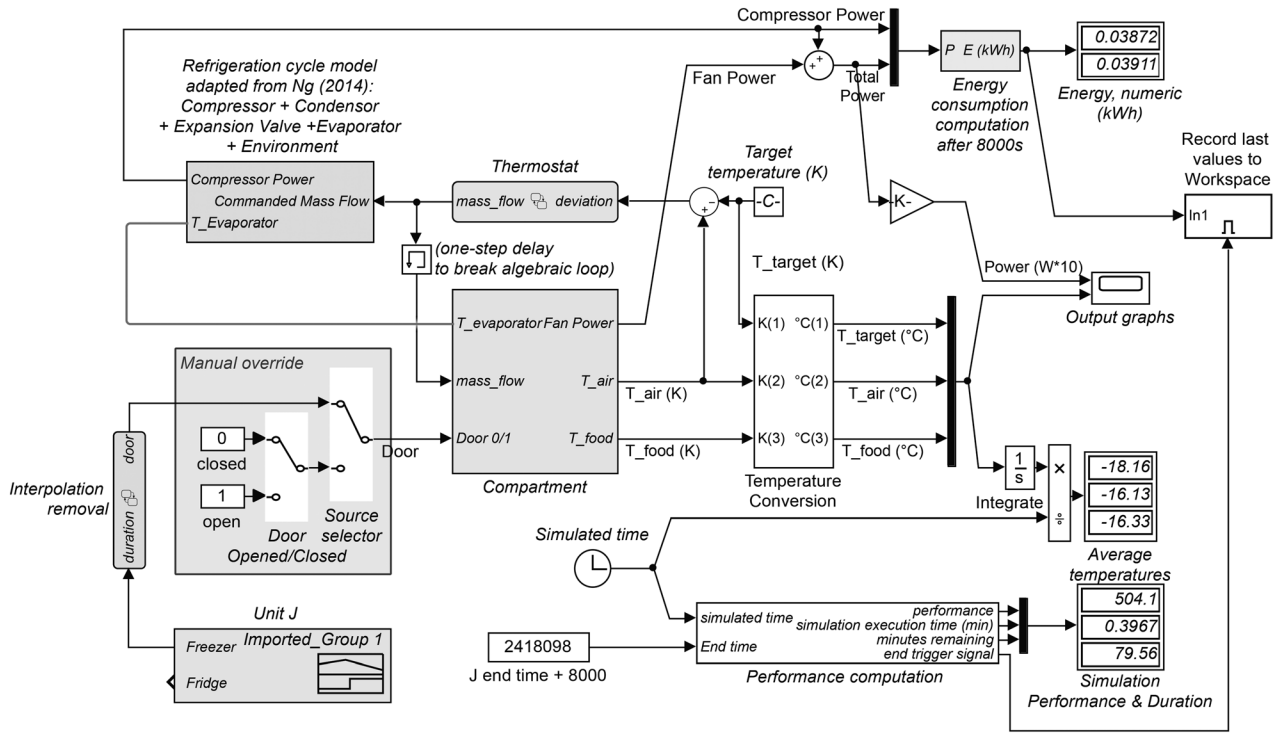 Compressor Power
Refrigeration cycle model
adapted from Ng (2014):
Compressor + Condensor
+ Expansion Valve +Evaporator
+ Environment
Fan Power
+
+
Total
Power
P E (kWh)
Energy
consumption
computation
after 8000s
0.03872
0.03911
Energy, numeric
(kWh)
Record last
values to
Workspace
In1
Compressor Power
Commanded Mass Flow
T_Evaporator
Thermostat
mass_flow
deviation
Target
temperature (K)
+
−
-C-
-K-
(one-step delay
to break algebraic loop)
T_target (K)
Power (W*10)
Output graphs
T_evaporator
Fan Power
mass_flow
T_air
Door 0/1
T_food
Compartment
T_air (K)
T_food (K)
K(1)
°C(1)
K(2)
°C(2)
K(3)
°C(3)
Temperature
Conversion
T_target (°C)
T_air (°C)
T_food (°C)
Manual override
0
closed
1
open
Door
Opened/Closed
Source
selector
Door
Interpolation
removal
door
duration
1
s
Integrate
×
÷
-18.16
-16.13
-16.33
Average
temperatures
Simulated time
Unit J
Freezer
Imported_Group 1
Fridge
2418098
J end time + 8000
simulated time
End time
performance
simulation execution time (min)
minutes remaining
end trigger signal
Performance computation
504.1
0.3967
79.56
Simulation
Performance & Duration